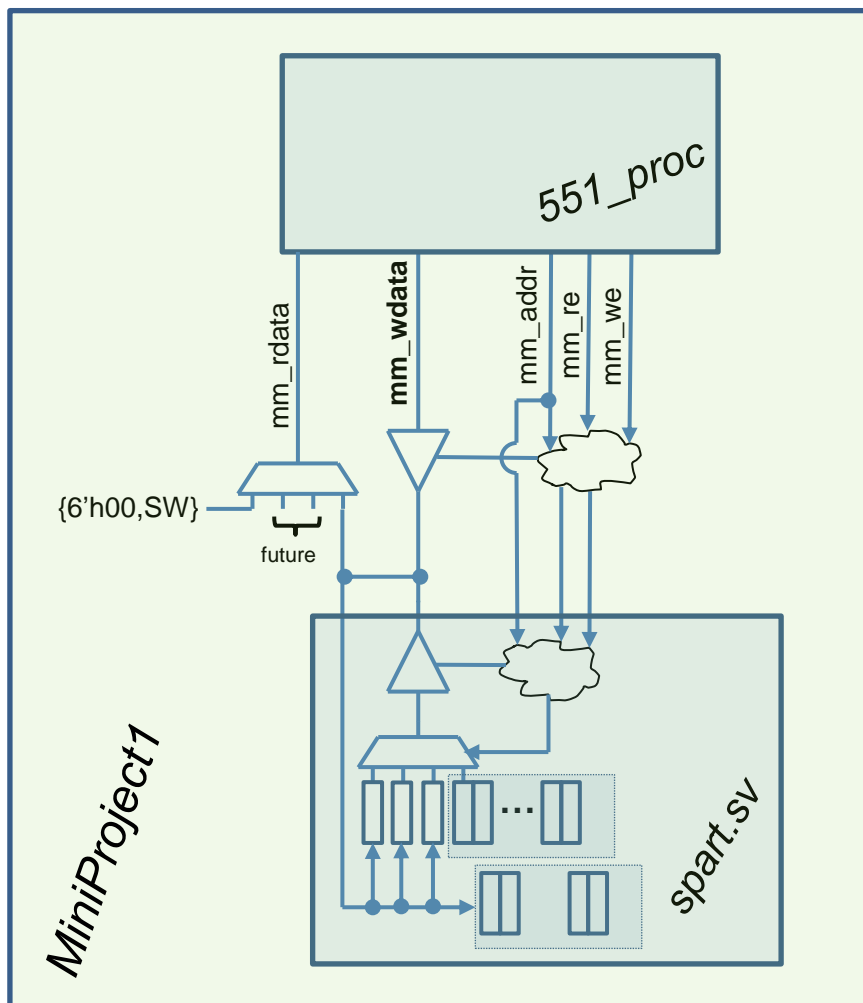 551_proc
mm_rdata
mm_wdata
mm_addr
mm_re
mm_we
{6'h00,SW}
future
...
spart.sv
MiniProject1